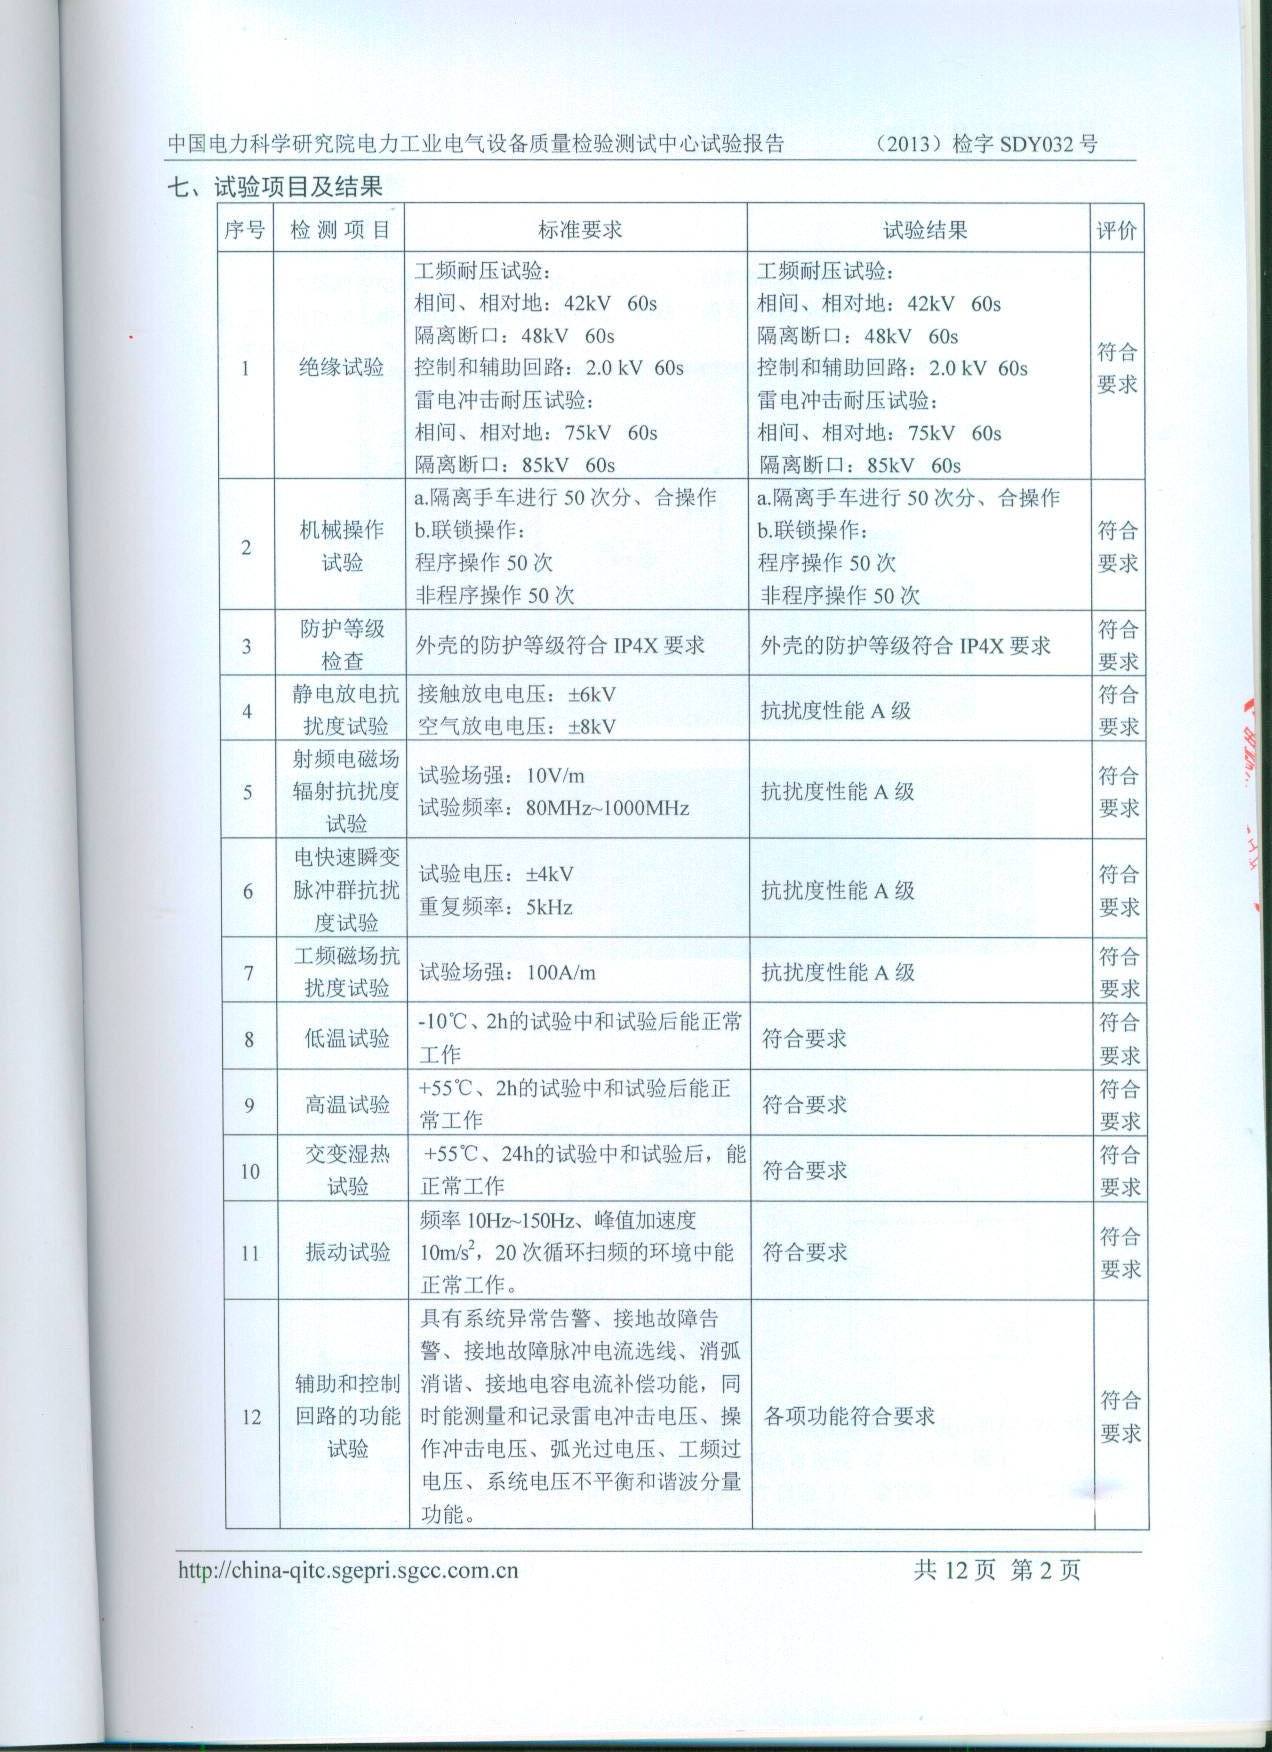 中国电力科学研究院电力工业电气设备质量检验测试中心试验报告 （2013）检字 SDY032 号
七、试验项目及结果
序号 检测项目 标准要求 试验结果 评价
1
绝缘试验
工频耐压试验：
相间、相对地：42kV 60s
隔离断口：48kV 60s
控制和辅助回路：2.0 kV 60s
雷电冲击耐压试验：
相间、相对地：75kV 60s
隔离断口：85kV 60s
工频耐压试验：
相间、相对地：42kV 60s
隔离断口：48kV 60s
控制和辅助回路：2.0 kV 60s
雷电冲击耐压试验：
相间、相对地：75kV 60s
隔离断口：85kV 60s
符合
要求
2
机械操作
试验
a.隔离手车进行 50 次分、合操作
b.联锁操作：
程序操作 50 次
非程序操作 50 次
a.隔离手车进行 50 次分、合操作
b.联锁操作：
程序操作 50 次
非程序操作 50 次
符合
要求
3
防护等级
检查
外壳的防护等级符合 IP4X 要求
外壳的防护等级符合 IP4X 要求
符合
要求
4
静电放电抗
扰度试验
接触放电电压：±6kV
空气放电电压：±8kV
抗扰度性能 A 级
符合
要求
5
射频电磁场
辐射抗扰度
试验
试验场强：10V/m
试验频率：80MHz~1000MHz
抗扰度性能 A 级
符合
要求
6
电快速瞬变
脉冲群抗扰
度试验
试验电压：±4kV
重复频率：5kHz
抗扰度性能 A 级
符合
要求
7
工频磁场抗
扰度试验
试验场强：100A/m
抗扰度性能 A 级
符合
要求
8
低温试验
-10℃、2h的试验中和试验后能正常
工作
符合要求
符合
要求
9
高温试验
+55℃、2h的试验中和试验后能正
常工作
符合要求
符合
要求
10
交变湿热
试验
+55℃、24h的试验中和试验后，能
正常工作
符合要求
符合
要求
11
振动试验
频率 10Hz~150Hz、峰值加速度
10m/s²，20 次循环扫频的环境中能
正常工作。
符合要求
符合
要求
12
辅助和控制
回路的功能
试验
具有系统异常告警、接地故障告
警、接地故障脉冲电流选线、消弧
消谐、接地电容电流补偿功能，同
时能测量和记录雷电冲击电压、操
作冲击电压、弧光过电压、工频过
电压、系统电压不平衡和谐波分量
功能。
各项功能符合要求
符合
要求
http://china-qitc.sgepri.sgcc.com.cn 共 12 页 第 2 页